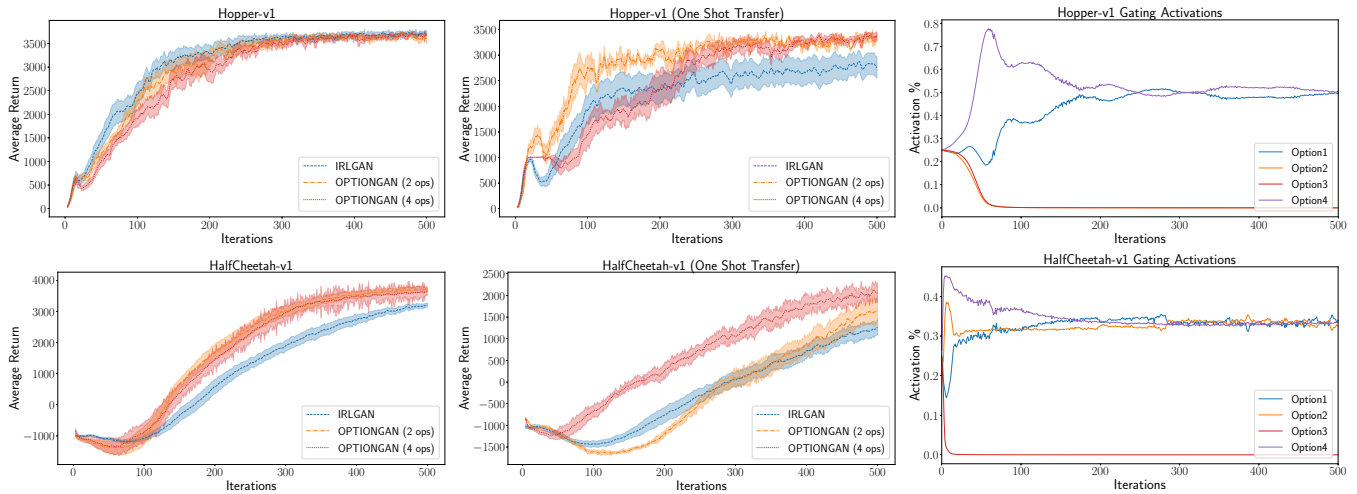 Hopper-v1
Average Return
3500
3000
2500
2000
1500
1000
500
0
0 100 200 300 400 500
Iterations
IRLGAN
OPTIONGAN (2 ops)
OPTIONGAN (4 ops)
Hopper-v1 (One Shot Transfer)
Average Return
3500
3000
2500
2000
1500
1000
500
0
0 100 200 300 400 500
Iterations
IRLGAN
OPTIONGAN (2 ops)
OPTIONGAN (4 ops)
Hopper-v1 Gating Activations
Activation %
0.8
0.7
0.6
0.5
0.4
0.3
0.2
0.1
0.0
0 100 200 300 400 500
Iterations
Option1
Option2
Option3
Option4
HalfCheetah-v1
Average Return
4000
3000
2000
1000
0
−1000
0 100 200 300 400 500
Iterations
IRLGAN
OPTIONGAN (2 ops)
OPTIONGAN (4 ops)
HalfCheetah-v1 (One Shot Transfer)
Average Return
2500
2000
1500
1000
500
0
−500
−1000
−1500
0 100 200 300 400 500
Iterations
IRLGAN
OPTIONGAN (2 ops)
OPTIONGAN (4 ops)
HalfCheetah-v1 Gating Activations
Activation %
0.4
0.3
0.2
0.1
0.0
0 100 200 300 400 500
Iterations
Option1
Option2
Option3
Option4